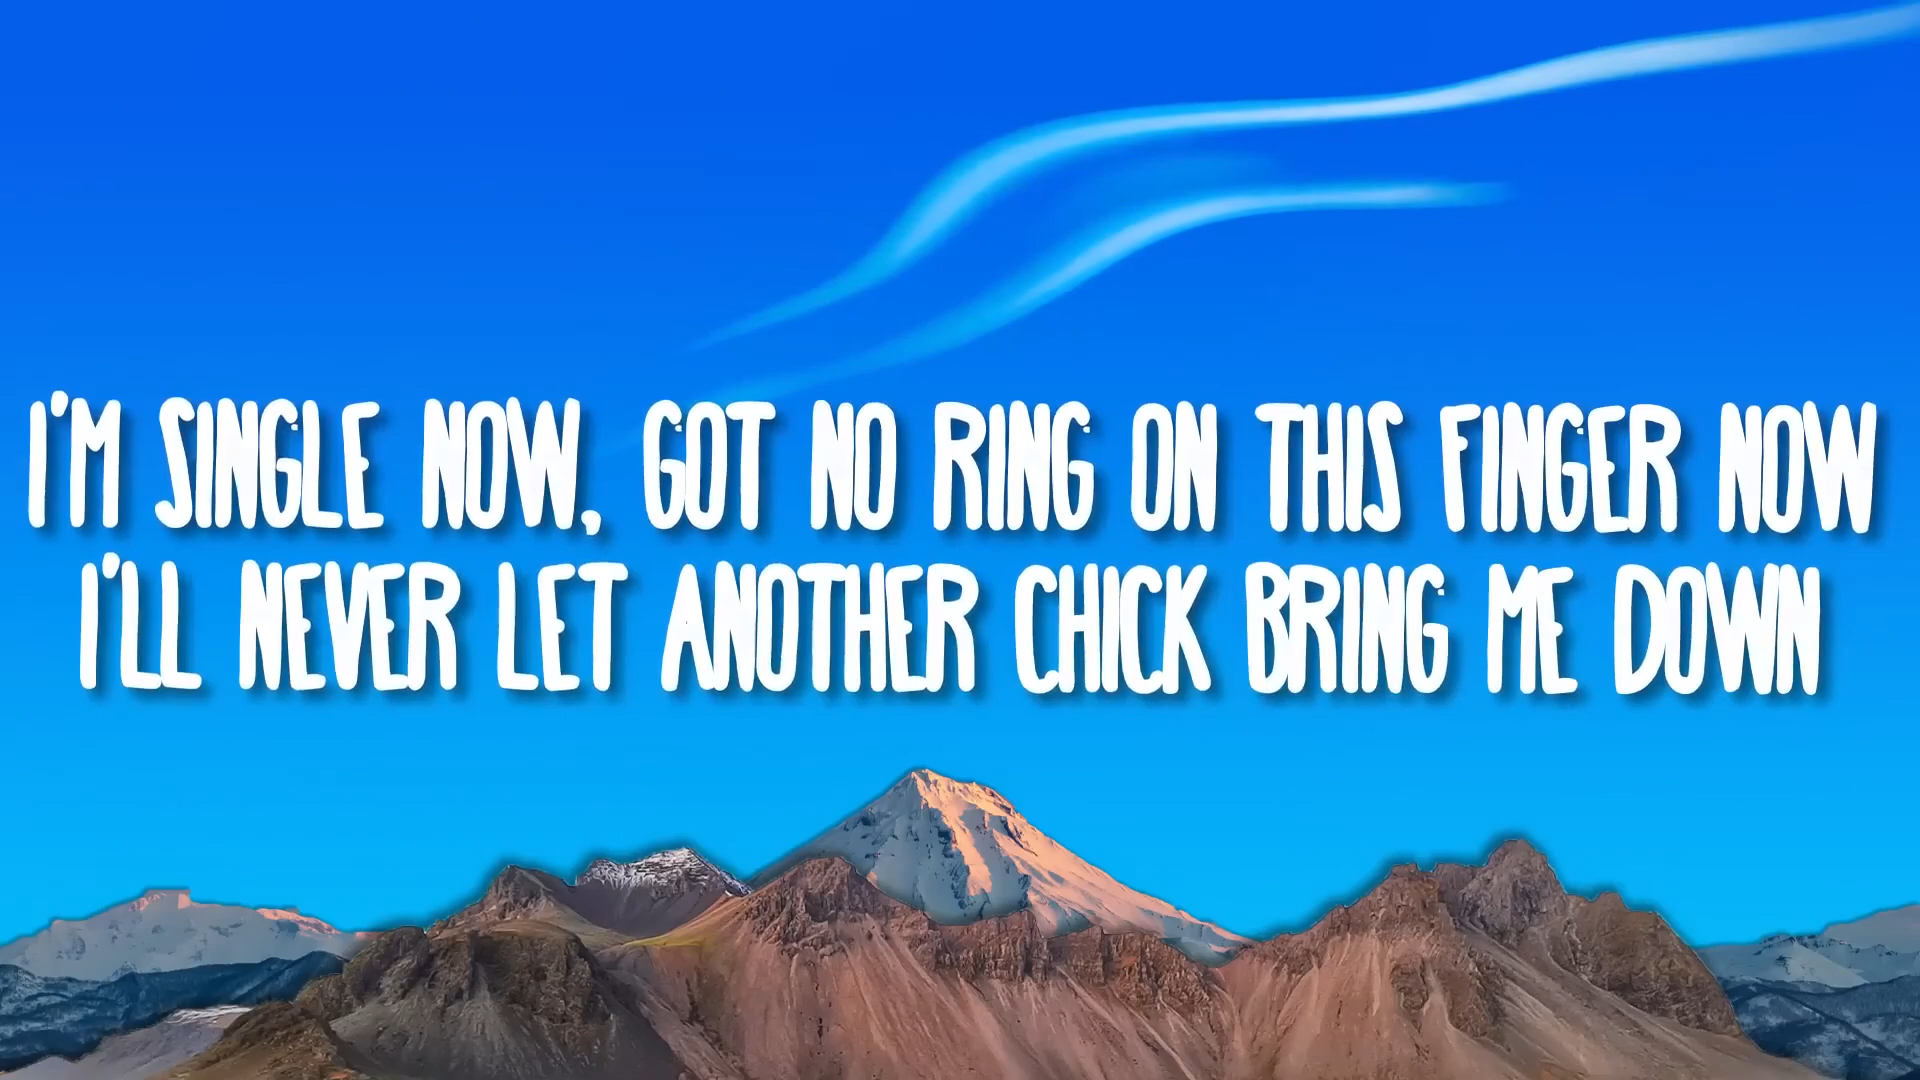 I'M SINGLE NOW, GOT NO RING ON THIS FINGER NOW
I'LL NEVER LET ANOTHER CHICK BRING ME DOWN